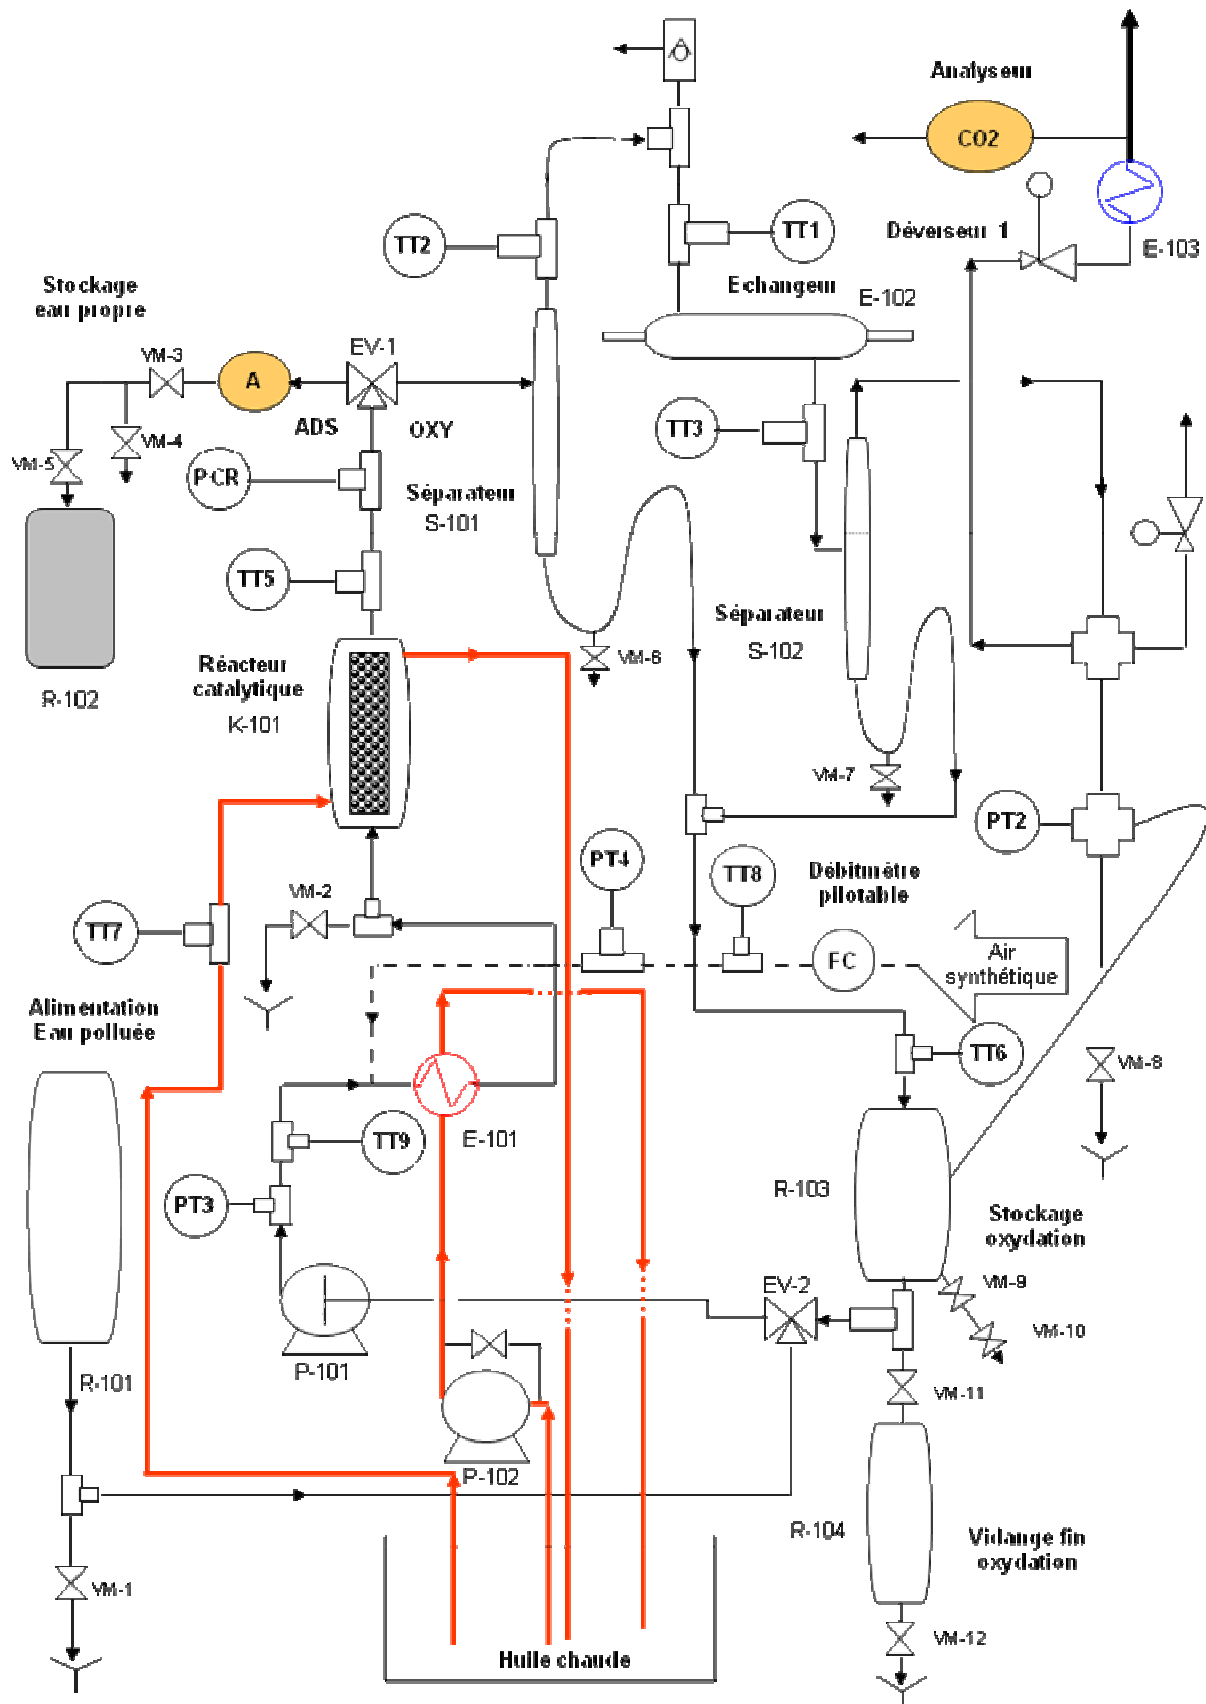 Analyseur
CO2
TT2
TT1
Déverseur 1
E-103
Stockage
eau propre
Echangeur
E-102
VM-3
EV-1
A
ADS
OXY
TT3
VM-4
VM-5
P-CR
Séparateur
S-101
TT5
Séparateur
S-102
VM-6
Réacteur
catalytique
K-101
R-102
VM-7
PT2
PT4
TT8
Débitmètre
pilotable
VM-2
TT7
FC
Air
synthétique
Alimentation
Eau polluée
TT6
VM-8
TT9
E-101
R-103
PT3
Stockage
oxydation
EV-2
VM-9
VM-10
P-101
R-101
VM-11
P-102
R-104
Vidange fin
oxydation
VM-1
VM-12
Huile chaude